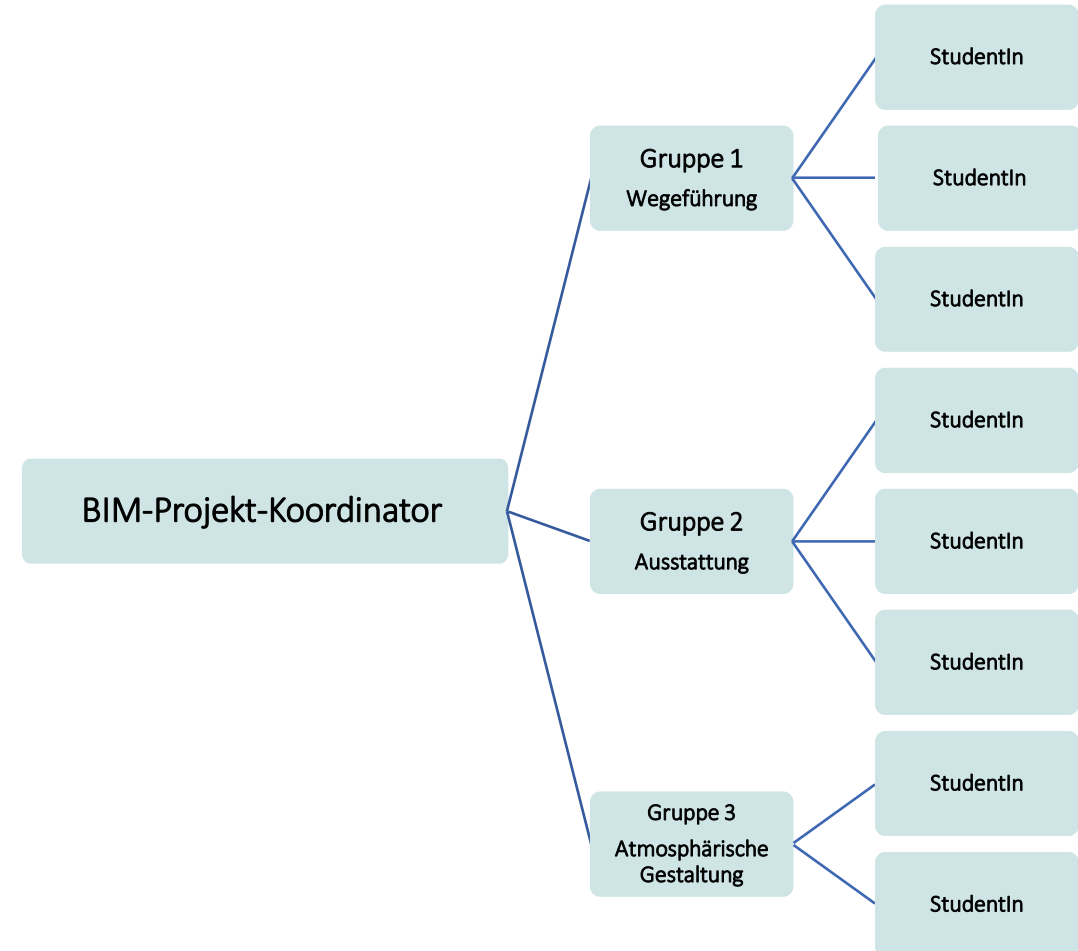 BIM-Projekt-Koordinator
Gruppe 1
Wegeführung
StudentIn
StudentIn
StudentIn
Gruppe 2
Ausstattung
StudentIn
StudentIn
StudentIn
Gruppe 3
Atmosphärische
Gestaltung
StudentIn
StudentIn